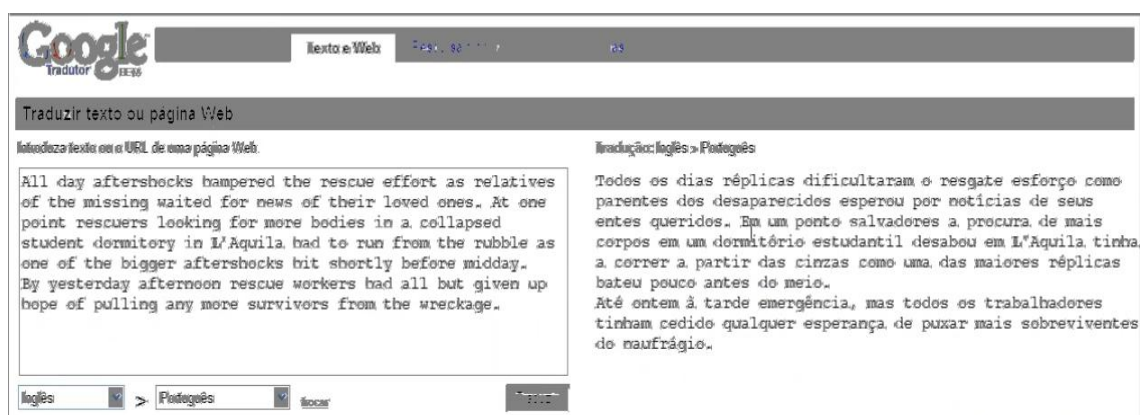 Google
Tradutor BETA
Texto e Web
Traduzir texto ou página Web
Introduza texto ou o URL de uma página Web.
All day aftershocks hampered the rescue effort as relatives
of the missing waited for news of their loved ones. At one
point rescuers looking for more bodies in a collapsed
student dormitory in L'Aquila had to run from the rubble as
one of the bigger aftershocks hit shortly before midday.
By yesterday afternoon rescue workers had all but given up
hope of pulling any more survivors from the wreckage.
Inglês > Português trocar
Tradução: Inglês » Português
Todos os dias réplicas dificultaram o resgate esforço como
parentes dos desaparecidos esperou por notícias de seus
entes queridos. Em um ponto salvadores a procura de mais
corpos em um dormitório estudantil desabou em L'Aquila tinha
a correr a partir das cinzas como uma das maiores réplicas
bateu pouco antes do meio.
Até ontem à tarde emergência, mas todos os trabalhadores
tinham cedido qualquer esperança de puxar mais sobreviventes
do naufrágio.